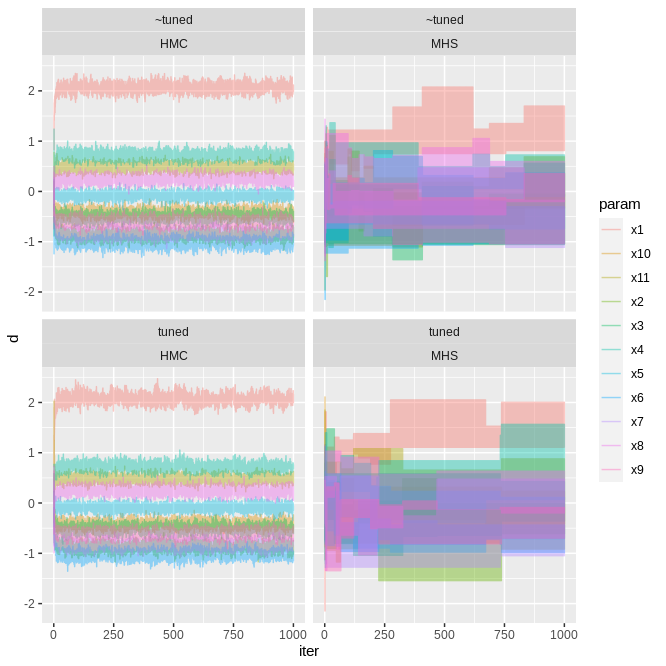 ~tuned
HMC
~tuned
MHS
2
1
0
-1
-2
tuned
HMC
tuned
MHS
2
1
0
-1
-2
0
250
500
750
1000
0
250
500
750
1000
iter
d
param
x1
x10
x11
x2
x3
x4
x5
x6
x7
x8
x9